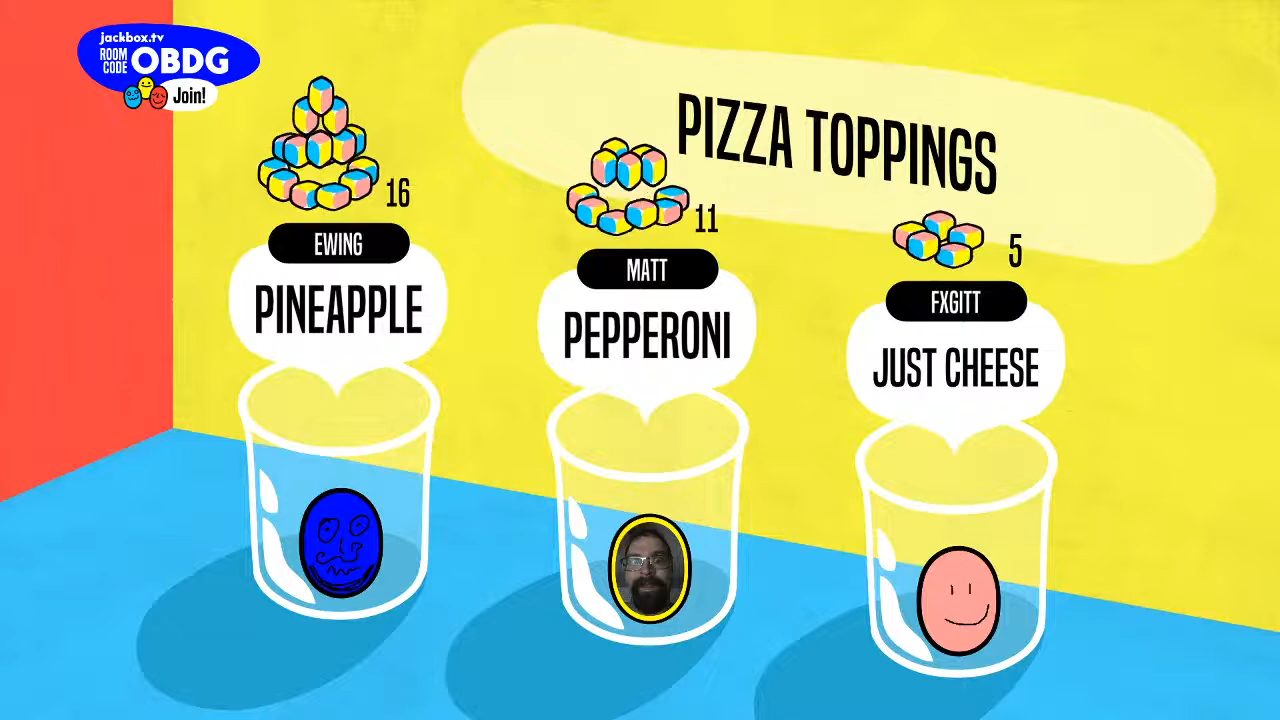 jackbox.tv
ROOM CODE OBDG
Join!
PIZZA TOPPINGS
16
EWING
PINEAPPLE
11
MATT
PEPPERONI
5
FXGITT
JUST CHEESE